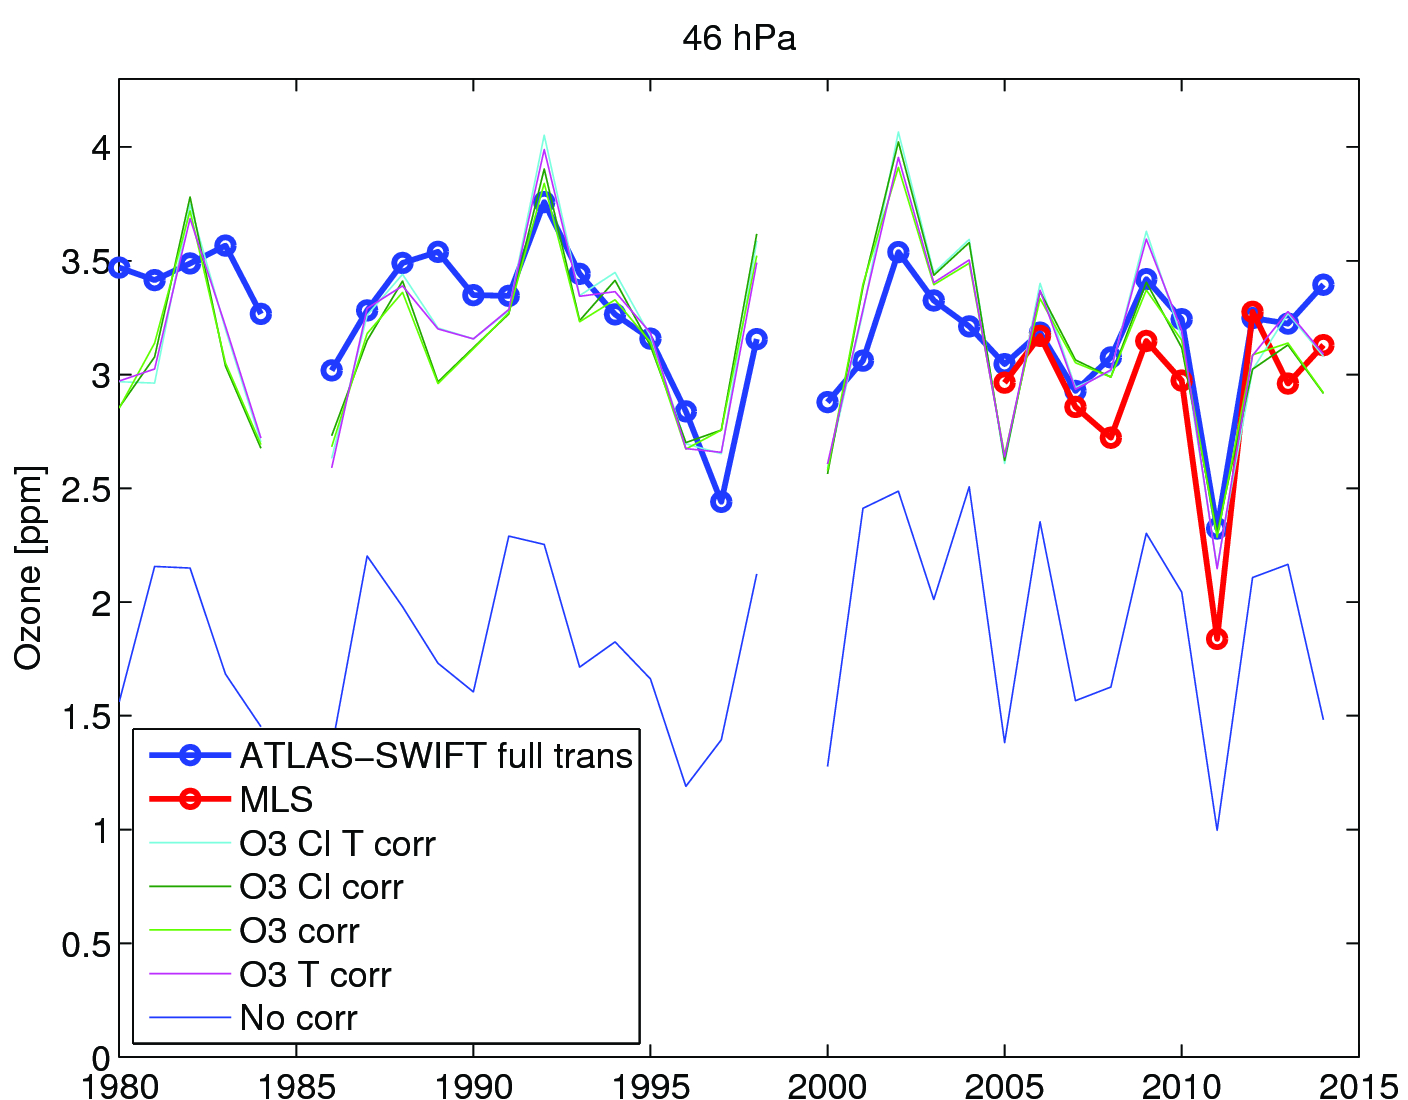 46 hPa
4
3.5
3
2.5
2
1.5
1
0.5
0
Ozone [ppm]
ATLAS−SWIFT full trans
MLS
O3 Cl T corr
O3 Cl corr
O3 corr
O3 T corr
No corr
1980 1985 1990 1995 2000 2005 2010 2015